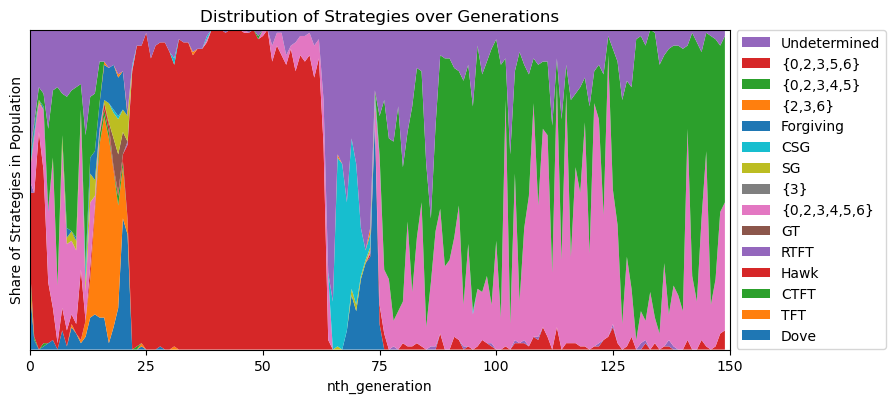 Distribution of Strategies over Generations
Share of Strategies in Population
0
25
50
75
100
125
150
nth_generation
Undetermined
{0,2,3,5,6}
{0,2,3,4,5}
{2,3,6}
Forgiving
CSG
SG
{3}
{0,2,3,4,5,6}
GT
RTFT
Hawk
CTFT
TFT
Dove